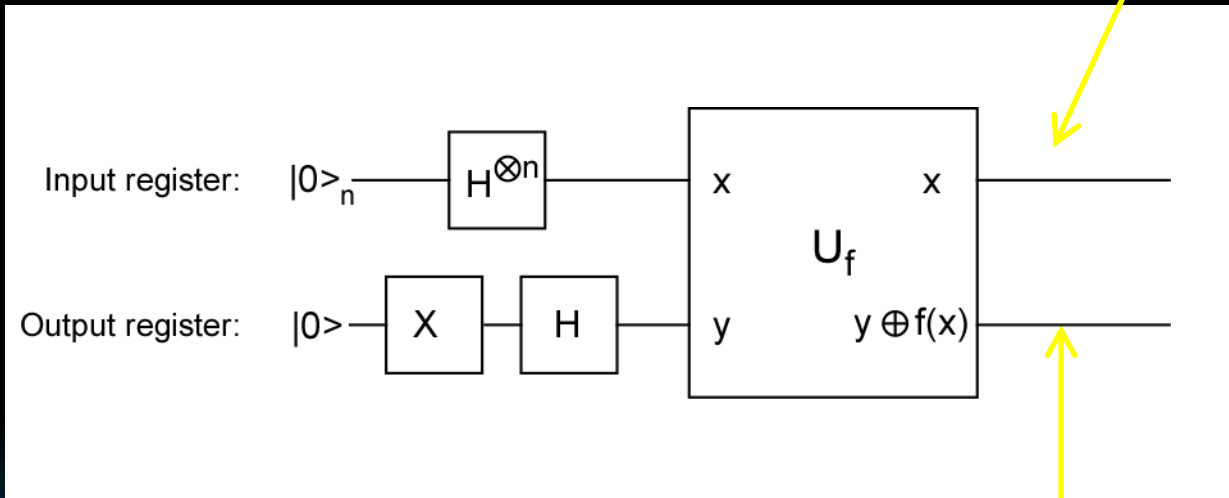 Input register: |0>n H⊗n x x
Uf
Output register: |0> X H y y ⊕ f(x)